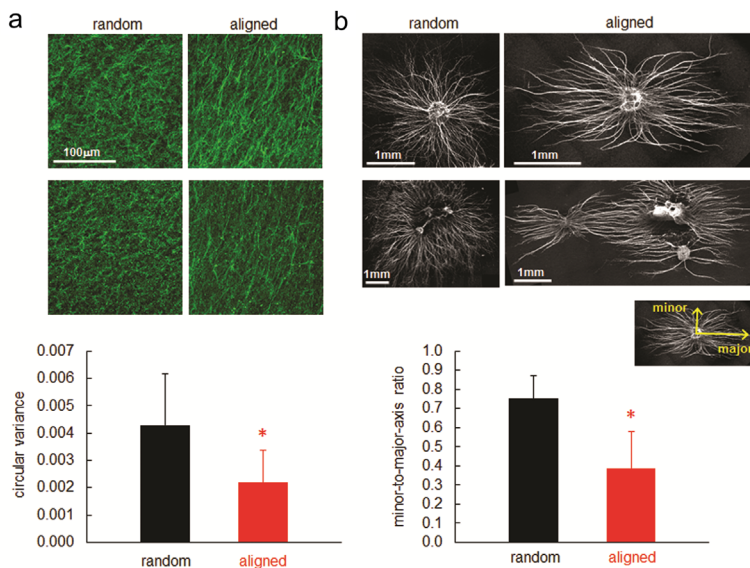 a
random
aligned
100μm
b
random
aligned
1mm
1mm
1mm
1mm
minor
major
0.007
0.006
0.005
0.004
0.003
0.002
0.001
0.000
circular variance
*
random
aligned
1.0
0.9
0.8
0.7
0.6
0.5
0.4
0.3
0.2
0.1
0.0
minor-to-major-axis ratio
*
random
aligned